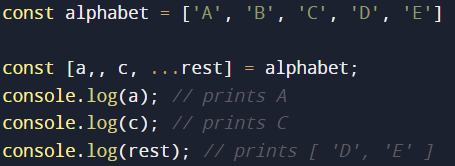 const alphabet = ['A', 'B', 'C', 'D', 'E']
const [a,, c, ...rest] = alphabet;
console.log(a); // prints A
console.log(c); // prints C
console.log(rest); // prints [ 'D', 'E' ]